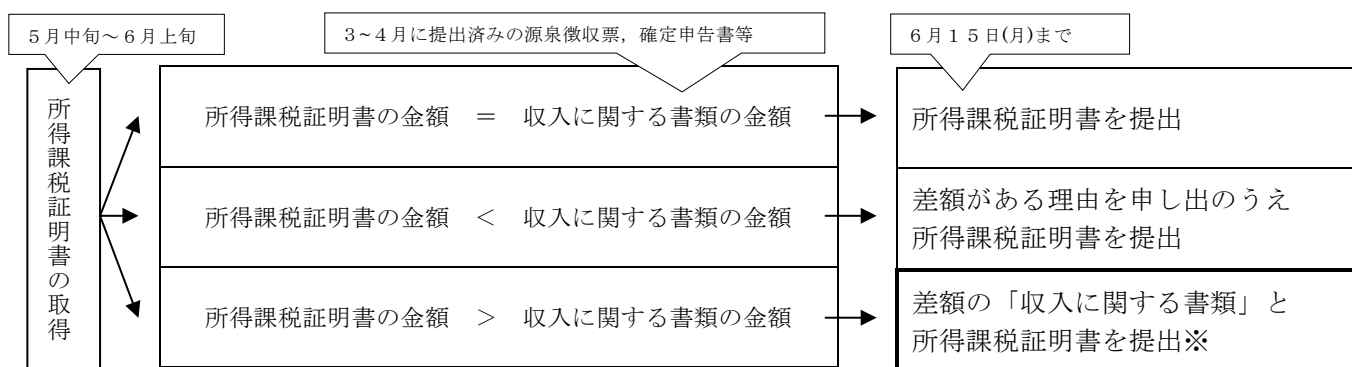 5月中旬~6月上旬
3~4月に提出済みの源泉徴収票，確定申告書等
6月15日(月)まで
所得課税証明書の取得
所得課税証明書の金額 = 収入に関する書類の金額
所得課税証明書を提出
所得課税証明書の金額 < 収入に関する書類の金額
差額がある理由を申し出のうえ
所得課税証明書を提出
所得課税証明書の金額 > 収入に関する書類の金額
差額の「収入に関する書類」と
所得課税証明書を提出※